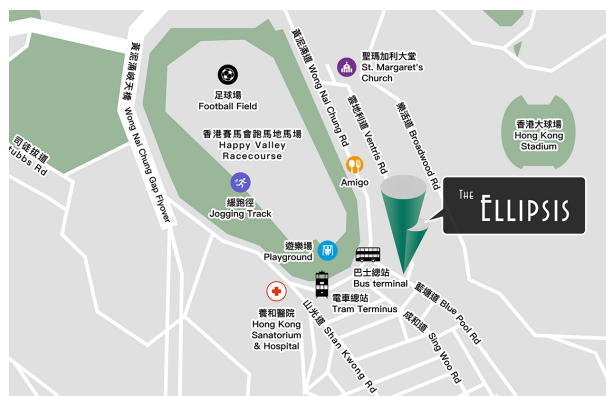 黃泥涌峽天橋 Wong Nai Chung Gap Flyover
司徒拔道
tubbs Rd
足球場
Football Field
香港賽馬會跑馬地馬場
Happy Valley
Racecourse
緩跑徑
Jogging Track
遊樂場
Playground
養和醫院
Hong Kong
Sanatorium
& Hospital
電車總站
Tram Terminus
巴士總站
Bus terminal
山光道 Shan Kwong Rd
黃泥涌道 Wong Nai Chung Rd
聖瑪加利大堂
St. Margaret's
Church
雲地利道 Ventris Rd
樂活道 Broadwood Rd
Amigo
香港大球場
Hong Kong
Stadium
THE ELLIPSIS
藍塘道 Blue Pool Rd
成和道 Sing Woo Rd